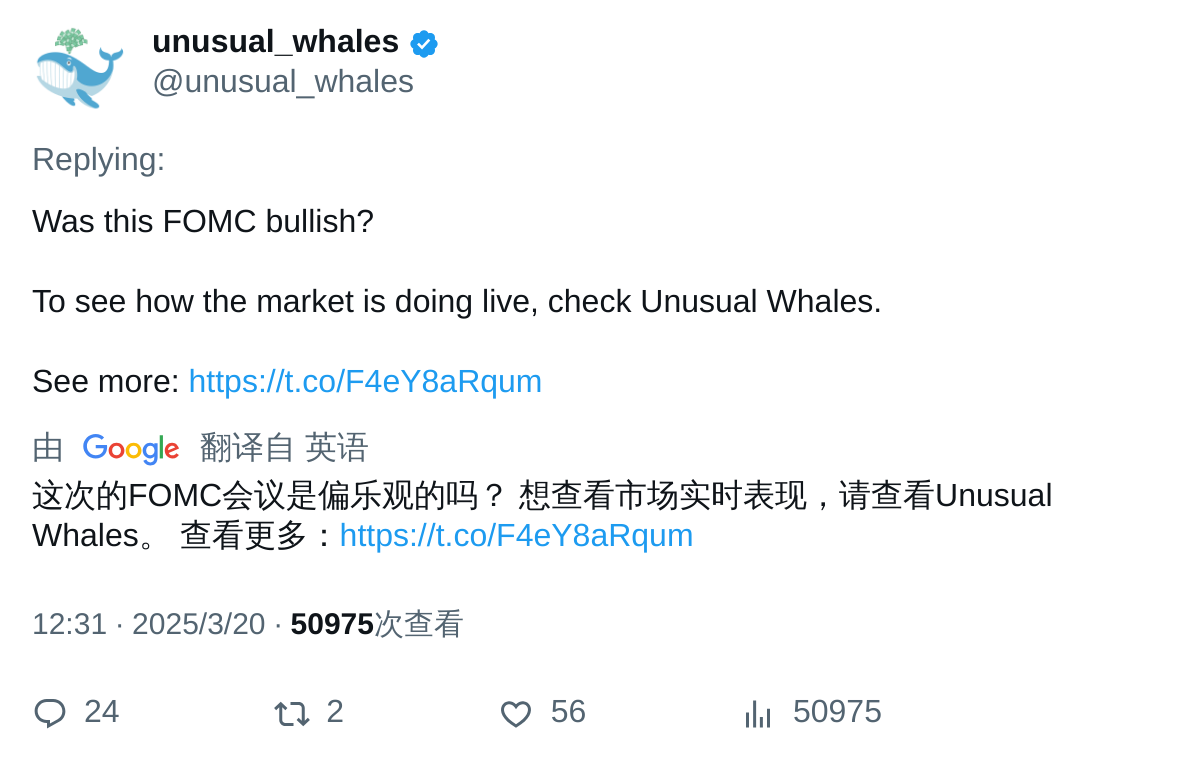 unusual_whales
@unusual_whales
Replying:
Was this FOMC bullish?
To see how the market is doing live, check Unusual Whales.
See more: https://t.co/F4eY8aRqum
由 Google 翻译自 英语
这次的FOMC会议是偏乐观的吗？ 想查看市场实时表现，请查看Unusual
Whales。 查看更多：https://t.co/F4eY8aRqum
12:31 · 2025/3/20 · 50975次查看
24 2 56 50975